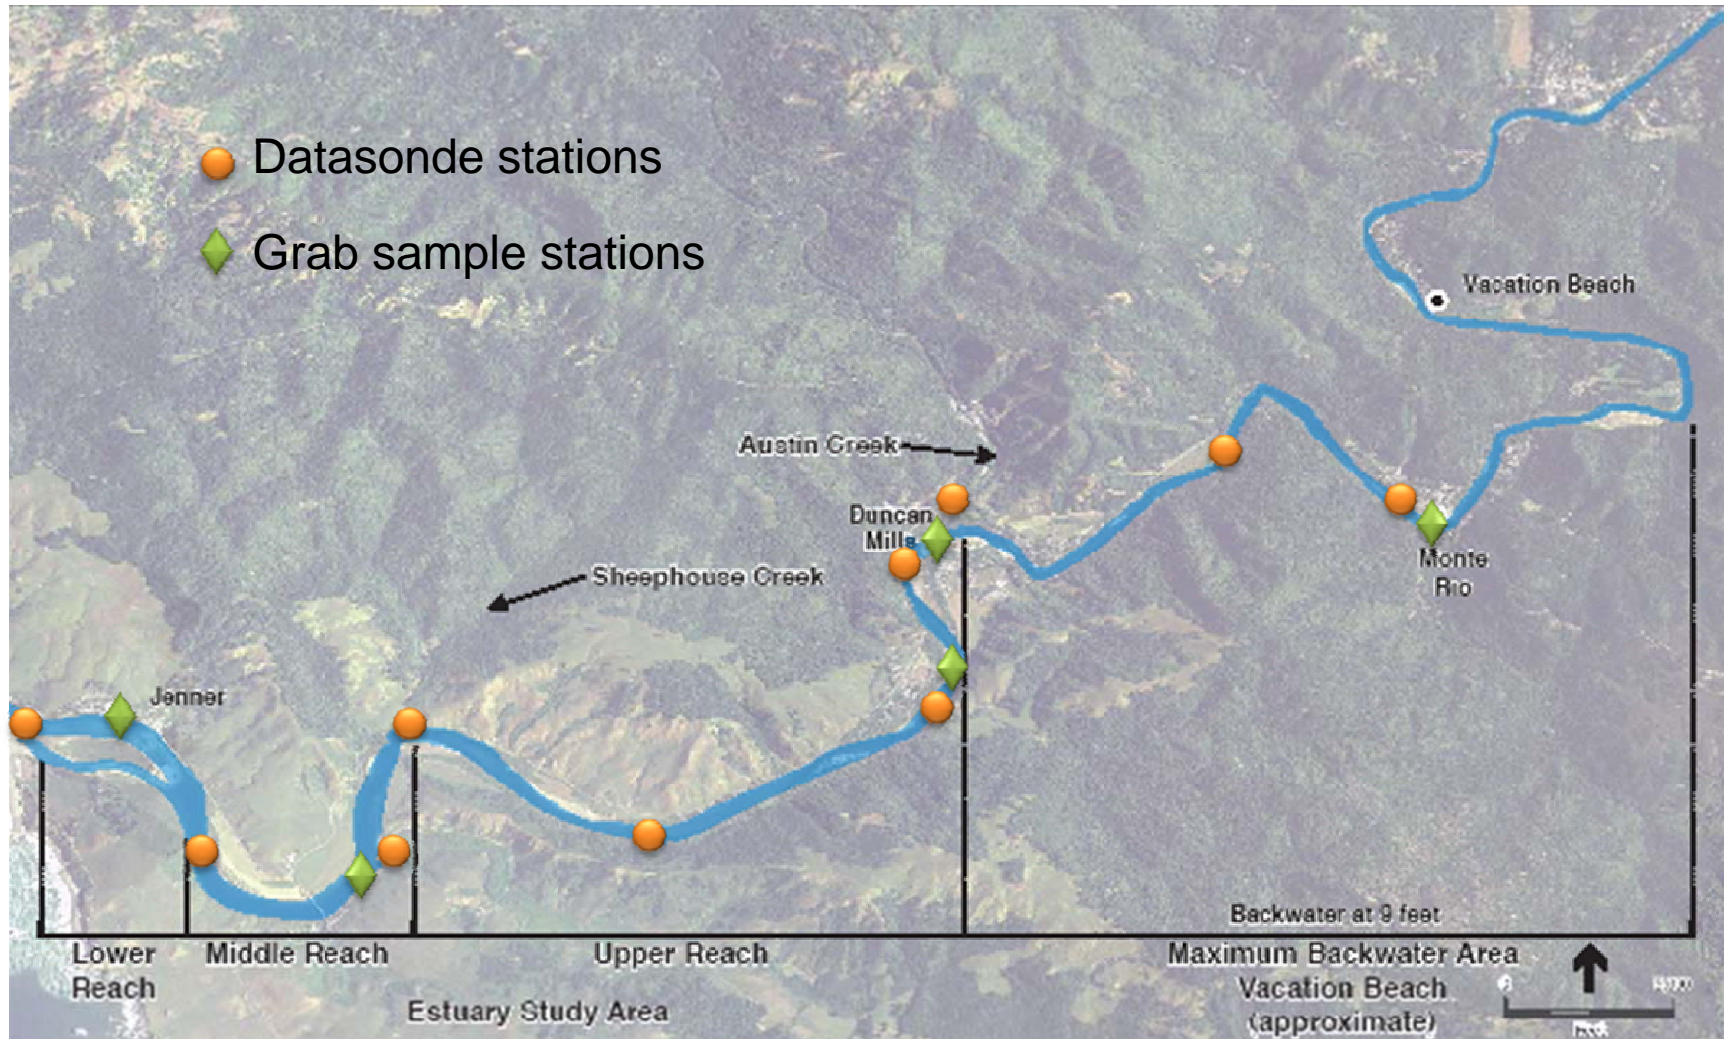 Datasonde stations
Grab sample stations
Vacation Beach
Austin Creek
Duncan
Mills
Monte
Rio
Sheephouse Creek
Jenner
Backwater at 9 feet
Lower
Reach
Middle Reach
Upper Reach
Maximum Backwater Area
Vacation Beach
(approximate)
Estuary Study Area